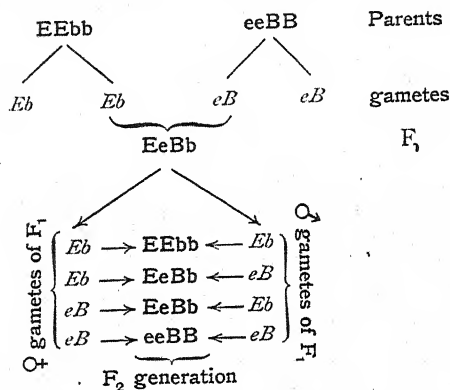 EEbb eeBB Parents
Eb Eb eB eB gametes
EeBb F₁
♀ gametes of F₁
♂ gametes of F₁
Eb → EEbb ← Eb
Eb → EeBb ← eB
eB → EeBb ← Eb
eB → eeBB ← eB
F₂ generation